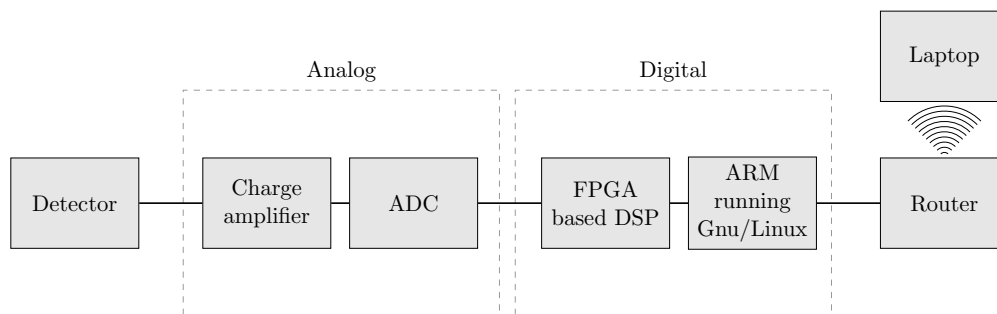 Analog
Digital
Laptop
Detector
Charge
amplifier
ADC
FPGA
based DSP
ARM
running
Gnu/Linux
Router